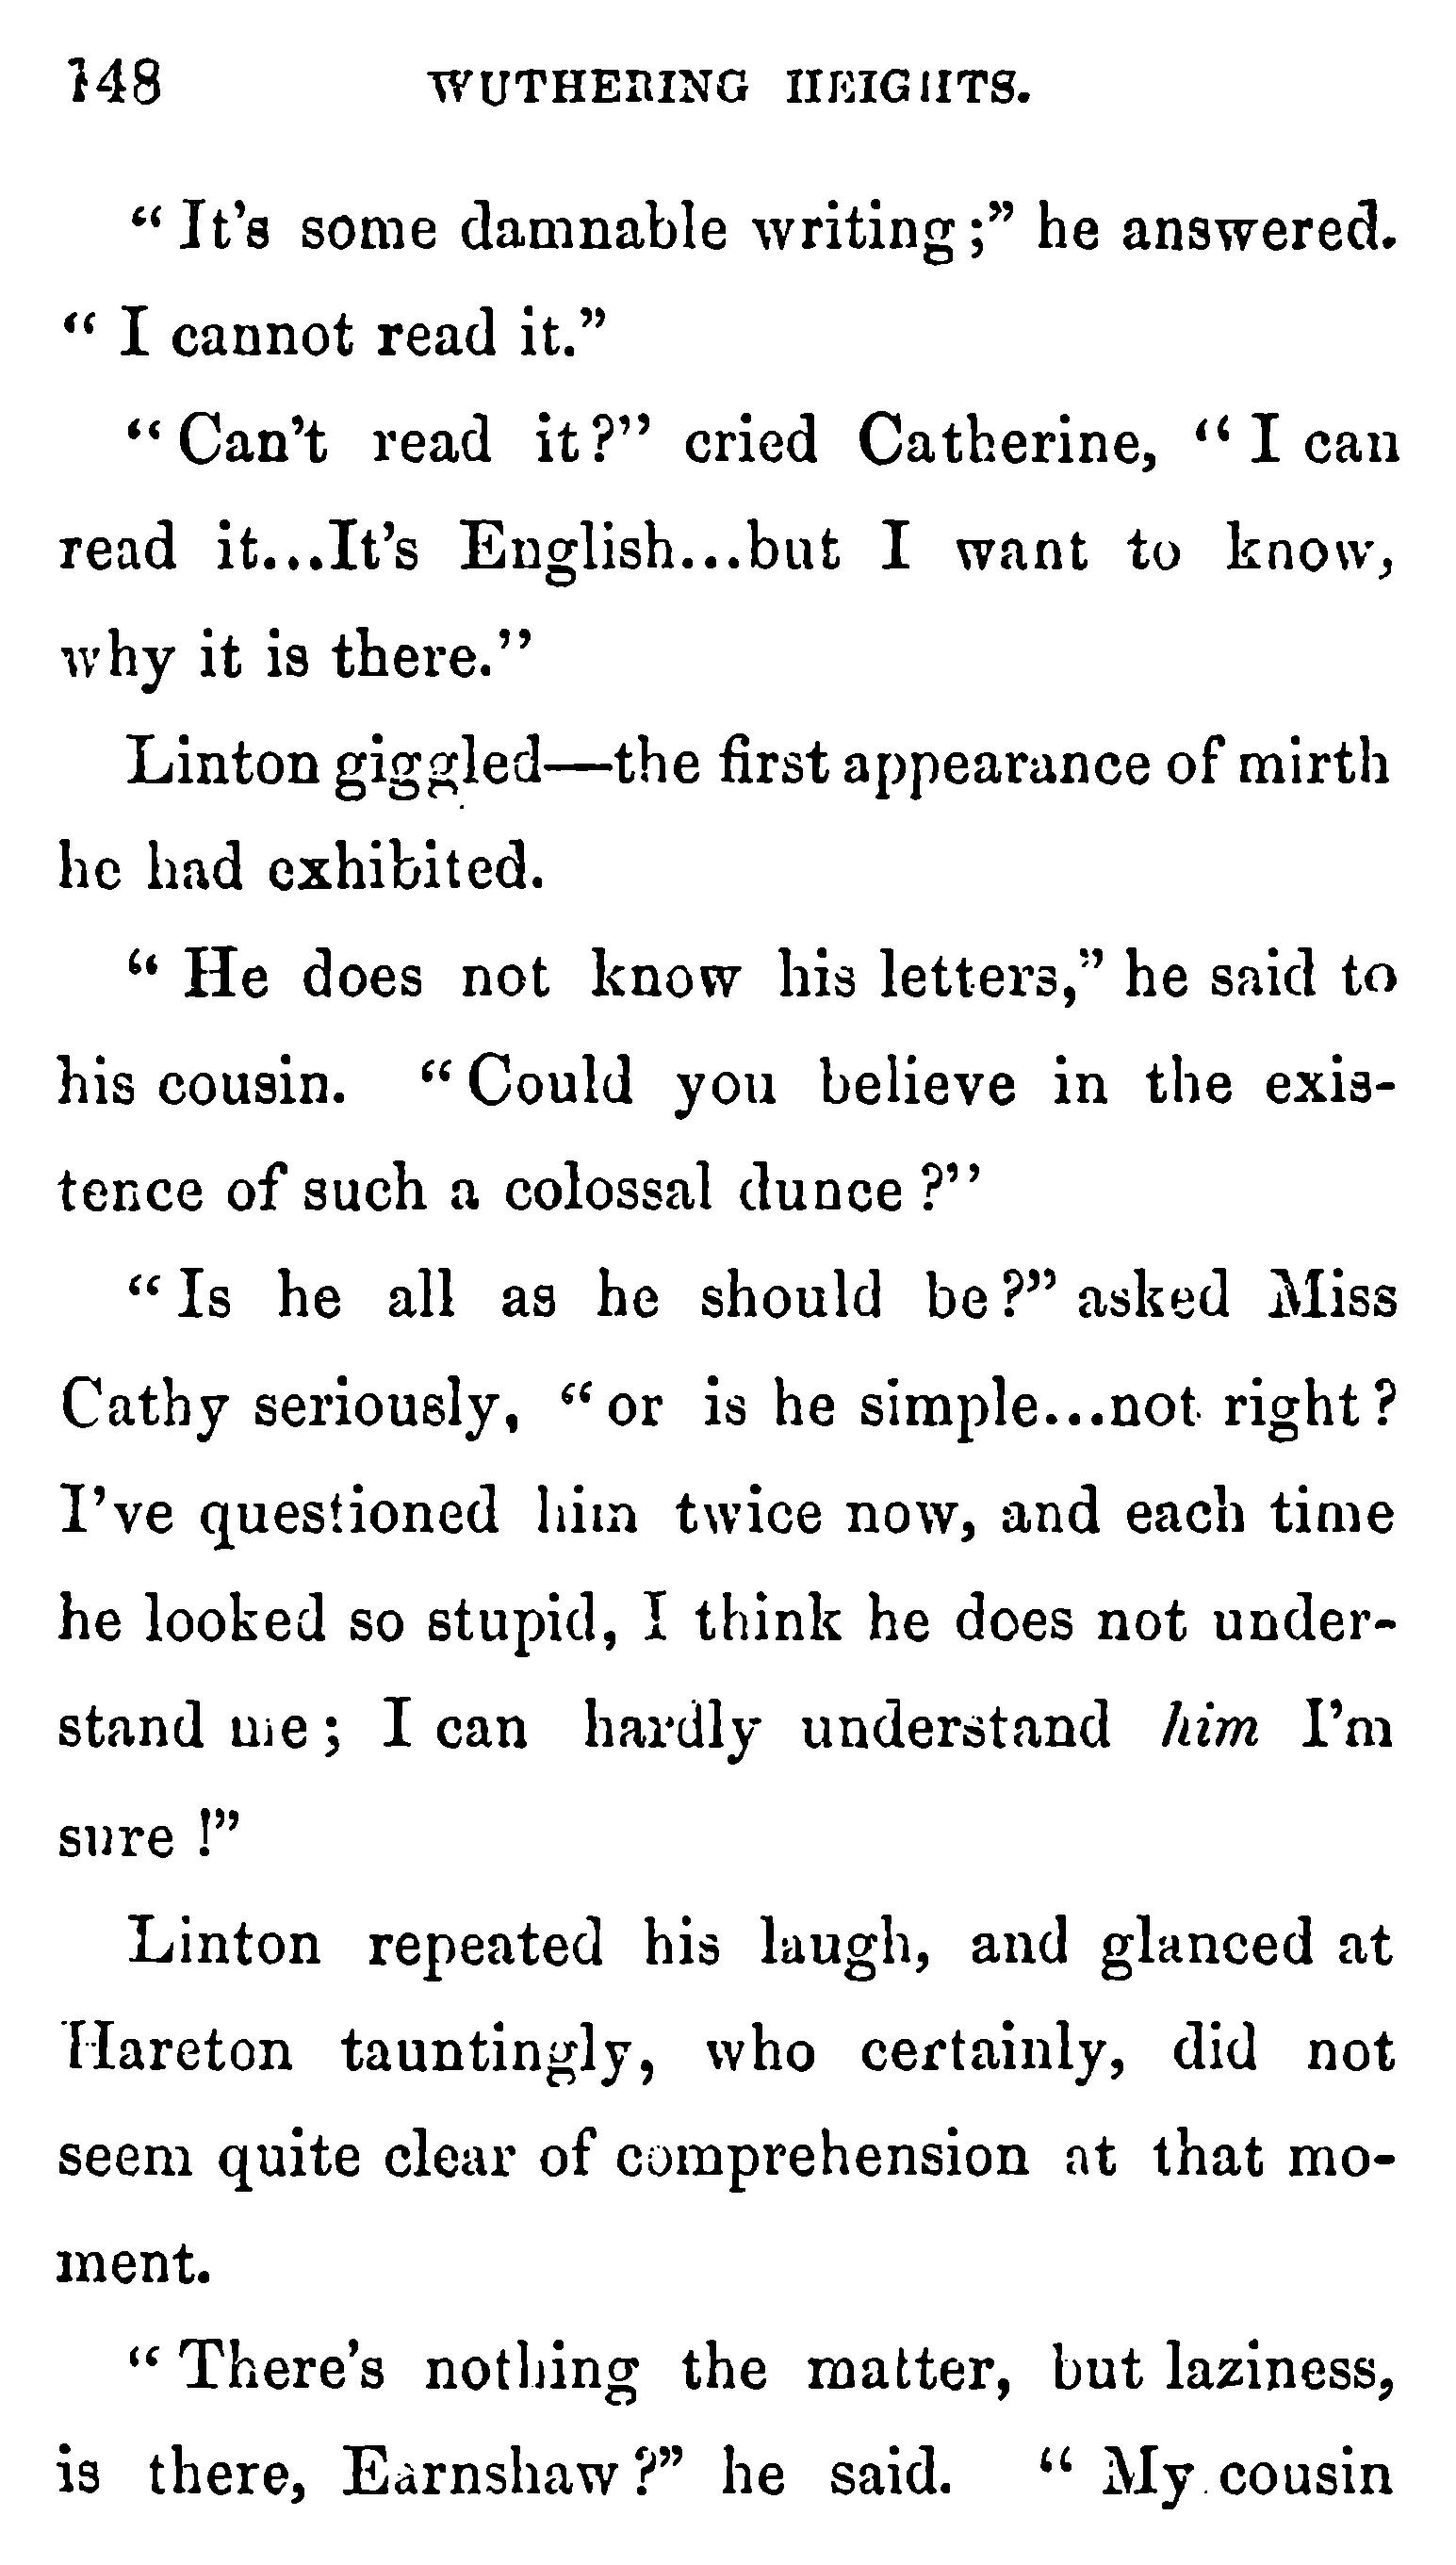 148 WUTHERING HEIGHTS.
"It's some damnable writing;" he answered.
"I cannot read it."
"Can't read it?" cried Catherine, "I can
read it...It's English...but I want to know,
why it is there."
Linton giggled—the first appearance of mirth
he had exhibited.
"He does not know his letters," he said to
his cousin. "Could you believe in the exis-
tence of such a colossal dunce?"
"Is he all as he should be?" asked Miss
Cathy seriously, "or is he simple...not right?
I've questioned him twice now, and each time
he looked so stupid, I think he does not under-
stand me; I can hardly understand him I'm
sure!"
Linton repeated his laugh, and glanced at
Hareton tauntingly, who certainly, did not
seem quite clear of comprehension at that mo-
ment.
"There's nothing the matter, but laziness,
is there, Earnshaw?" he said. "My cousin